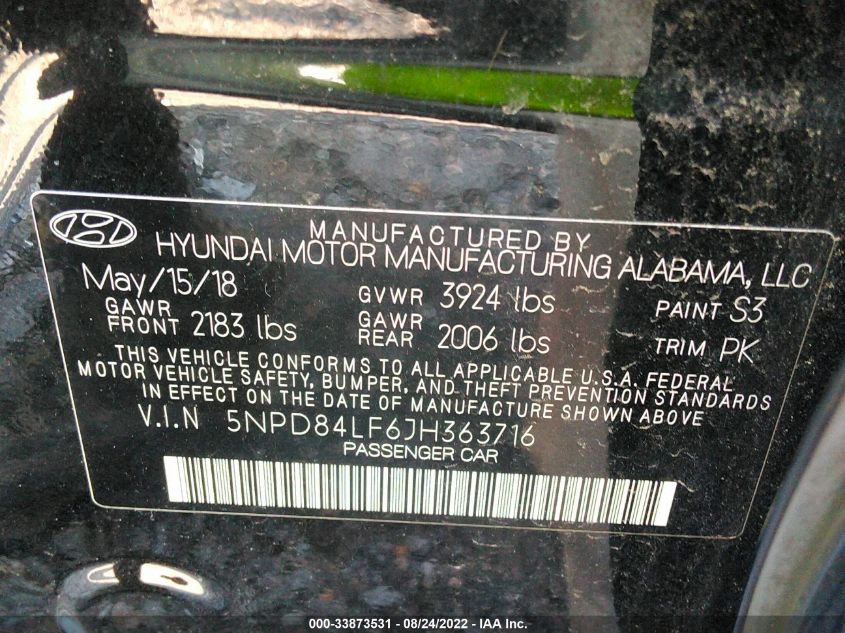 MANUFACTURED BY
HYUNDAI MOTOR MANUFACTURING ALABAMA, LLC
May/15/18 GVWR 3924 lbs PAINT S3
GAWR FRONT 2183 lbs GAWR REAR 2006 lbs TRIM PK
THIS VEHICLE CONFORMS TO ALL APPLICABLE U.S.A. FEDERAL
MOTOR VEHICLE SAFETY, BUMPER, AND THEFT PREVENTION STANDARDS
IN EFFECT ON THE DATE OF MANUFACTURE SHOWN ABOVE.
V.I.N 5NPD84LF6JH363716
PASSENGER CAR
000-33873531 - 08/24/2022 - IAAI, Inc.